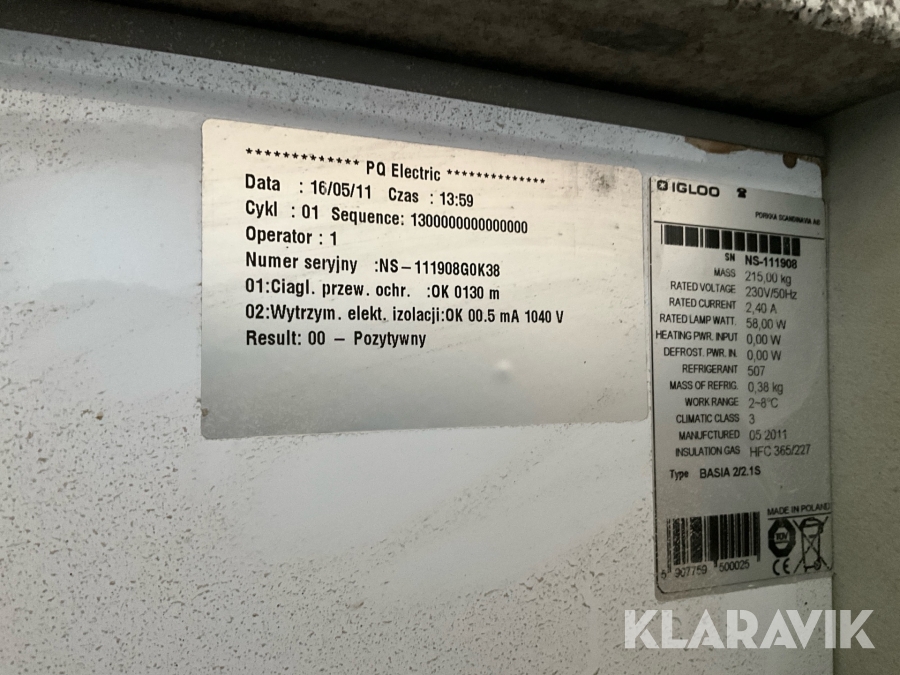 ************* PQ Electric **************
Data : 16/05/11 Czas : 13:59
Cykl : 01 Sequence: 1300000000000000
Operator : 1
Numer seryjny :NS-111908G0K38
01:Ciagl. przew. ochr. :OK 0130 m
02:Wytrzym. elekt. izolacji:OK 00.5 mA 1040 V
Result: 00 - Pozytywny
IGLOO
PORKKA SCANDINAVIA AB
SN NS-111908
MASS 215,00 kg
RATED VOLTAGE 230V/50Hz
RATED CURRENT 2,40 A
RATED LAMP WATT. 58,00 W
HEATING PWR. INPUT 0,00 W
DEFROST. PWR. IN. 0,00 W
REFRIGERANT 507
MASS OF REFRIG. 0,38 kg
WORK RANGE 2~8°C
CLIMATIC CLASS 3
MANUFCTURED 05.2011
INSULATION GAS HFC 365/227
Type BASIA 2/2.1S
MADE IN POLAND
TÜV
CE
5 907759 500025
KLARAVIK